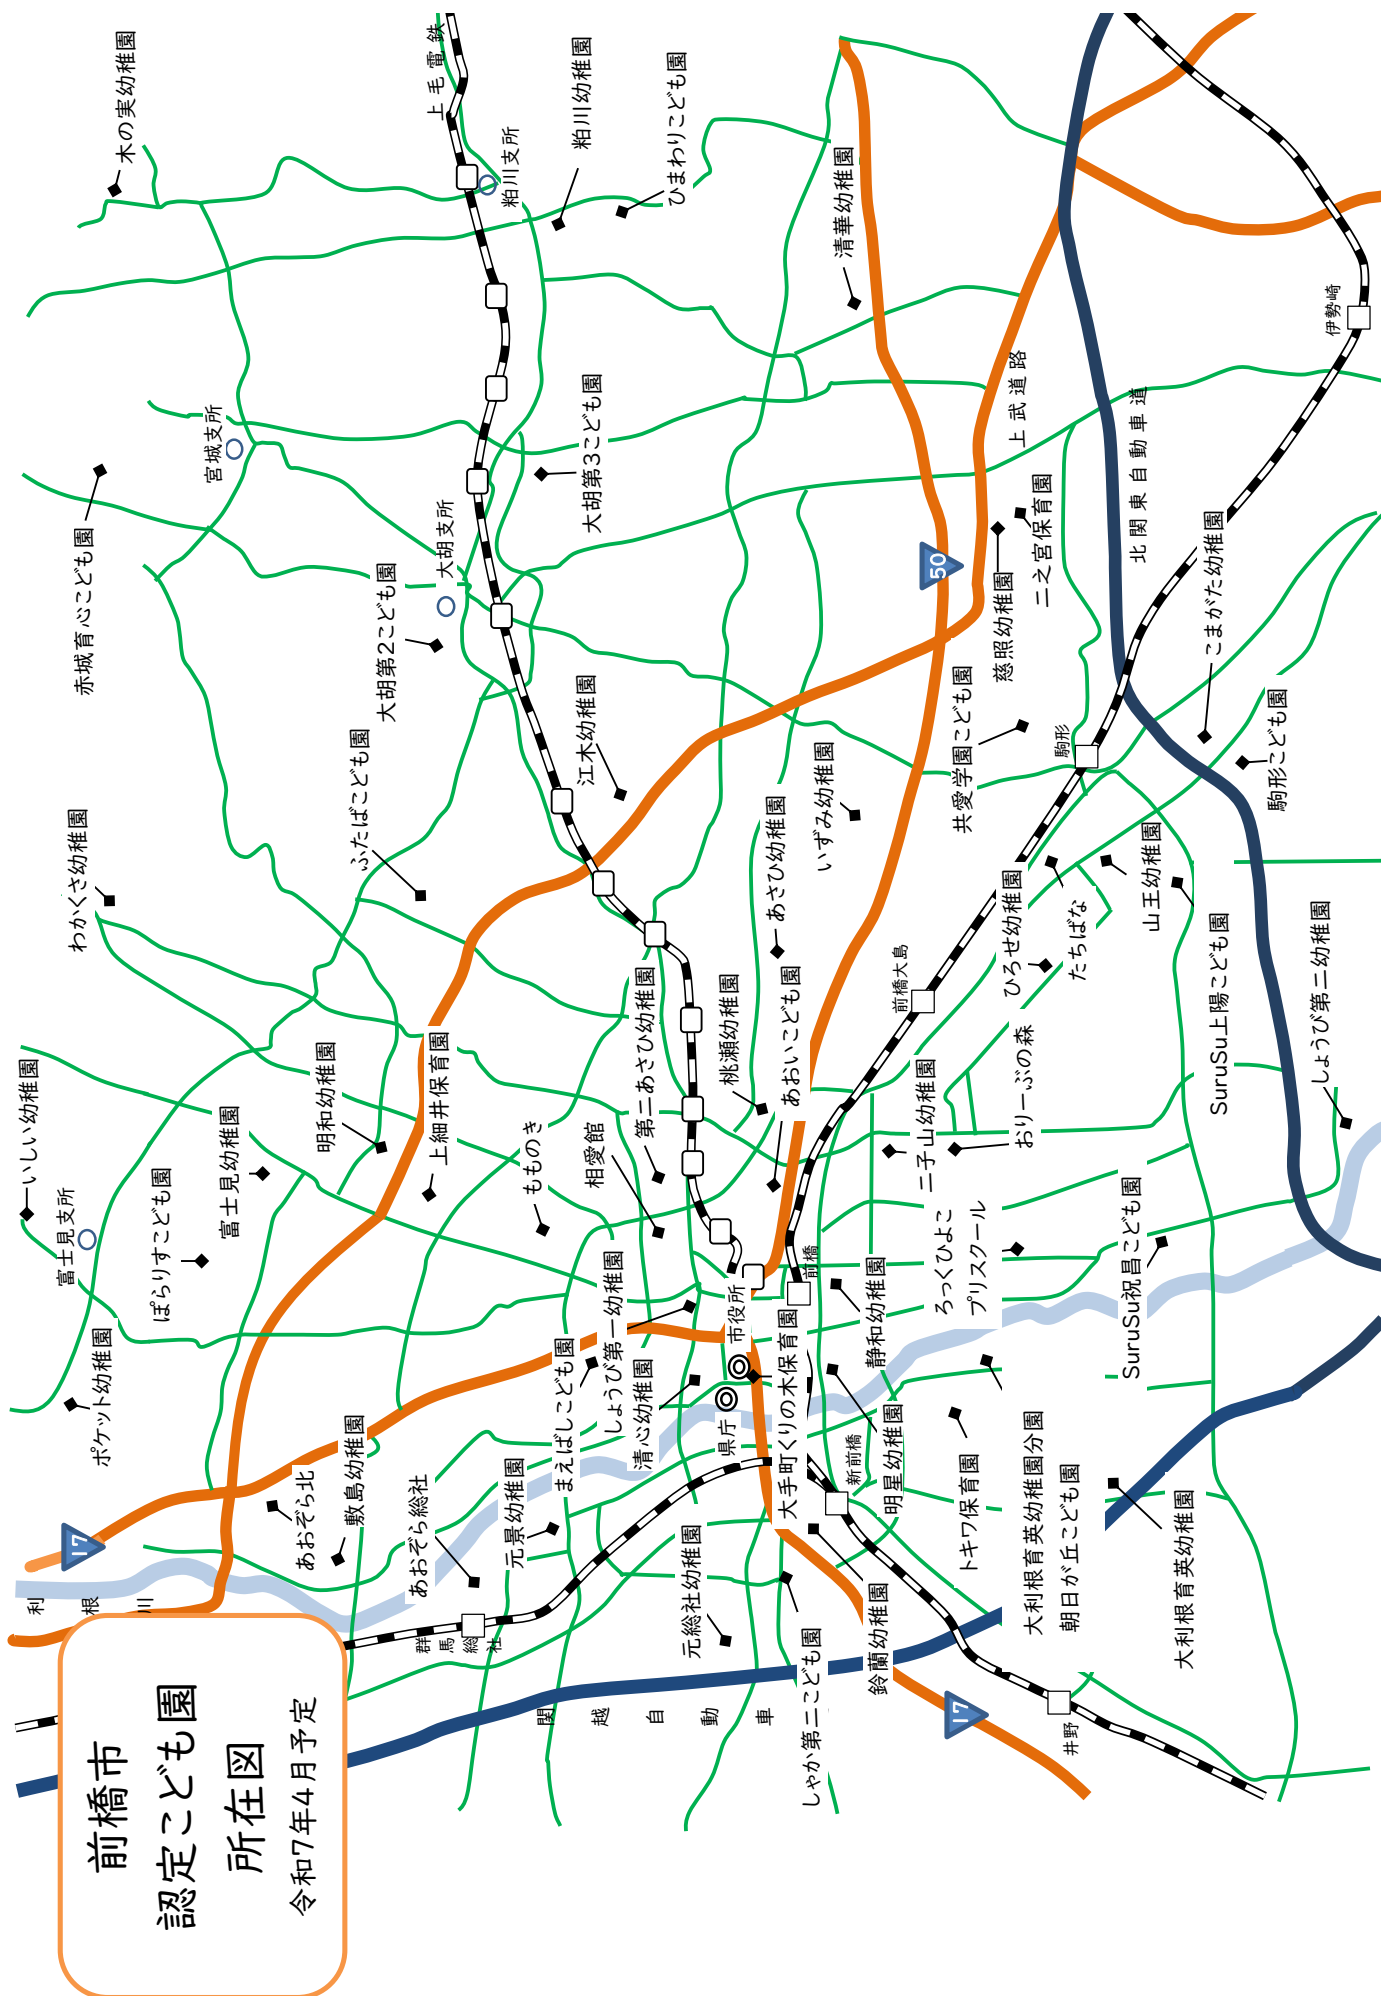 前橋市
認定こども園
所在図
令和7年4月予定
木の実幼稚園
上毛電鉄
粕川支所
粕川幼稚園
ひまわりこども園
清華幼稚園
伊勢崎
上武道路
北関東自動車道
宮城支所
大胡第3こども園
赤城育心こども園
大胡支所
大胡第2こども園
50
二之宮保育園
慈照幼稚園
こまがた幼稚園
駒形
駒形こども園
共愛学園こども園
江木幼稚園
いずみ幼稚園
ふたばこども園
わかくさ幼稚園
あさひ幼稚園
山王幼稚園
ひろせ幼稚園
たちばな
SuruSu上陽こども園
しょうび第二幼稚園
前橋大島
あおいこども園
桃瀬幼稚園
第二あさひ幼稚園
上細井保育園
明和幼稚園
おりーぶの森
二子山幼稚園
いしい幼稚園
富士見支所
富士見幼稚園
ぽらりすこども園
もものき
相愛館
ろっくひよこ
プリスクール
SuruSu祝昌こども園
前橋
静和幼稚園
市役所
しょうび第一幼稚園
まえばしこども園
清心幼稚園
ポケット幼稚園
県庁
大手町くりの木保育園
新前橋
明星幼稚園
トキワ保育園
大利根育英幼稚園分園
朝日が丘こども園
大利根育英幼稚園
敷島幼稚園
あおぞら北
あおぞら総社
元景幼稚園
元総社幼稚園
17
利根川
群馬総社
しゃか第二こども園
鈴蘭幼稚園
関越自動車
17
井野